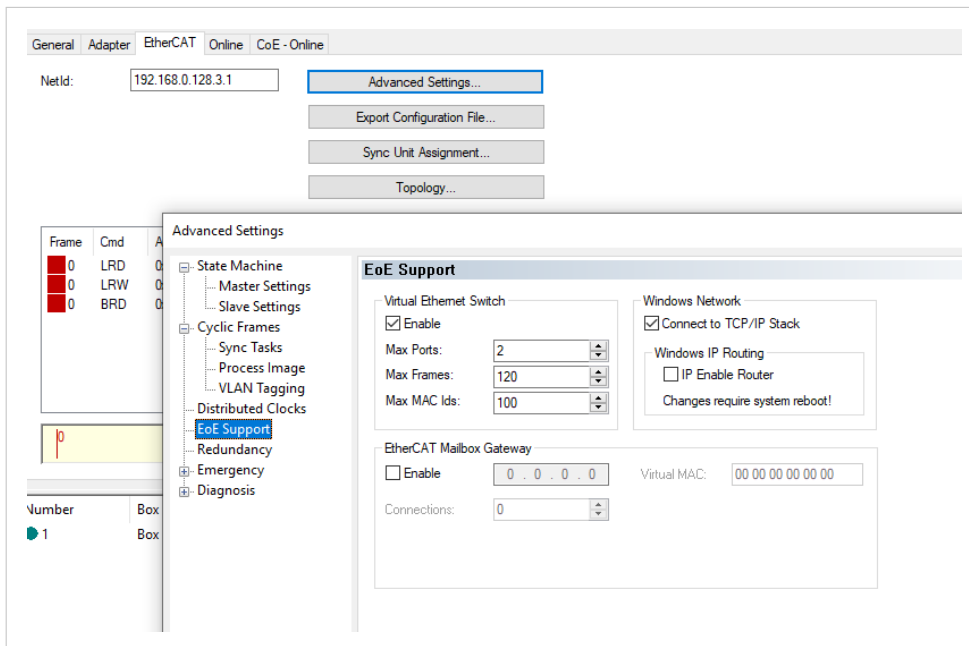 General Adapter EtherCAT Online CoE - Online
NetId: 192.168.0.128.3.1 Advanced Settings...
Export Configuration File...
Sync Unit Assignment...
Topology...
Frame Cmd A
0 LRD 0
0 LRW 0
0 BRD 0
0
Number Box
1 Box
Advanced Settings
State Machine
Master Settings
Slave Settings
Cyclic Frames
Sync Tasks
Process Image
VLAN Tagging
Distributed Clocks
EoE Support
Redundancy
Emergency
Diagnosis
EoE Support
Virtual Ethernet Switch
Enable
Max Ports: 2
Max Frames: 120
Max MAC Ids: 100
Windows Network
Connect to TCP/IP Stack
Windows IP Routing
IP Enable Router
Changes require system reboot!
EtherCAT Mailbox Gateway
Enable 0 . 0 . 0 . 0 Virtual MAC: 00 00 00 00 00 00
Connections: 0